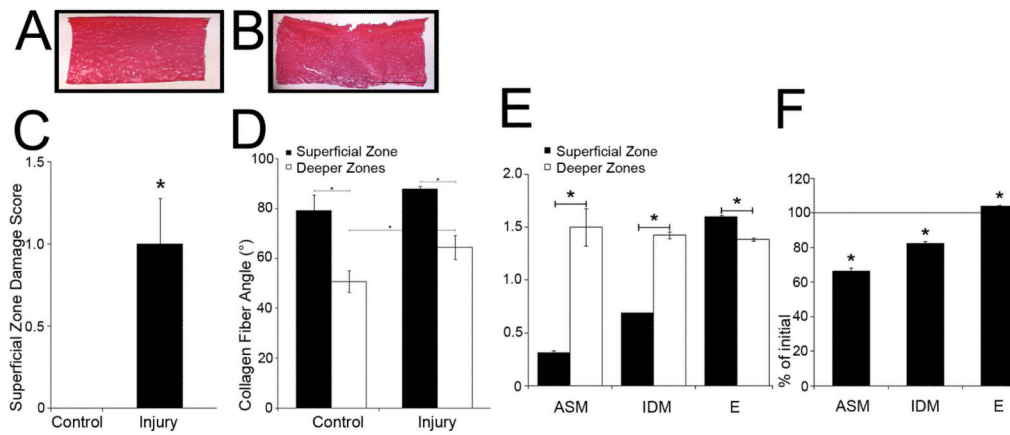 A
B
C
Superficial Zone Damage Score
1.5
*
1.0
0.5
0
Control Injury
D
Superficial Zone
Deeper Zones
Collagen Fiber Angle (°)
100
80
60
40
20
0
* *
*
Control Injury
E
Superficial Zone
Deeper Zones
2.0
1.5
1.0
0.5
0
* * *
ASM IDM E
F
% of initial
120
100
80
60
40
20
0
* * *
ASM IDM E